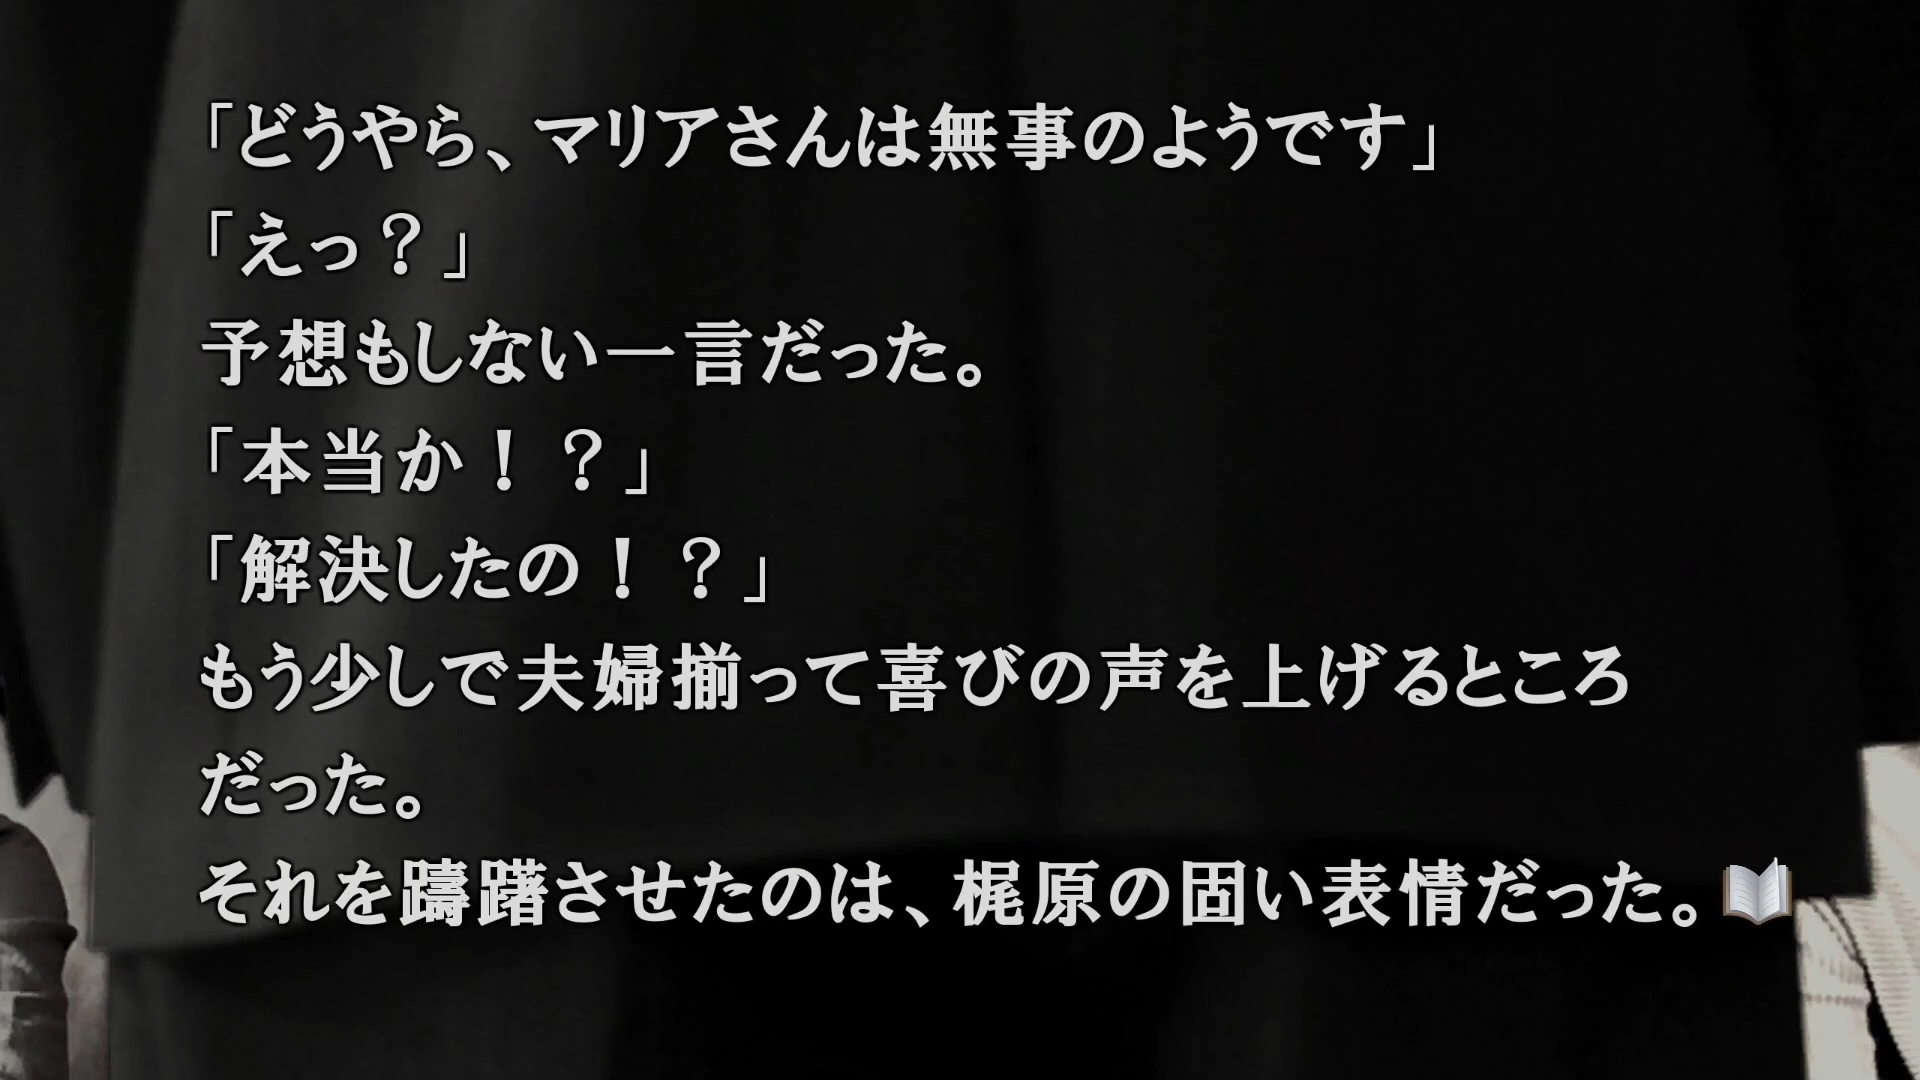 「どうやら、マリアさんは無事のようです」
「えっ？」
予想もしない一言だった。
「本当か！？」
「解決したの！？」
もう少しで夫婦揃って喜びの声を上げるところ
だった。
それを躊躇させたのは、梶原の固い表情だった。